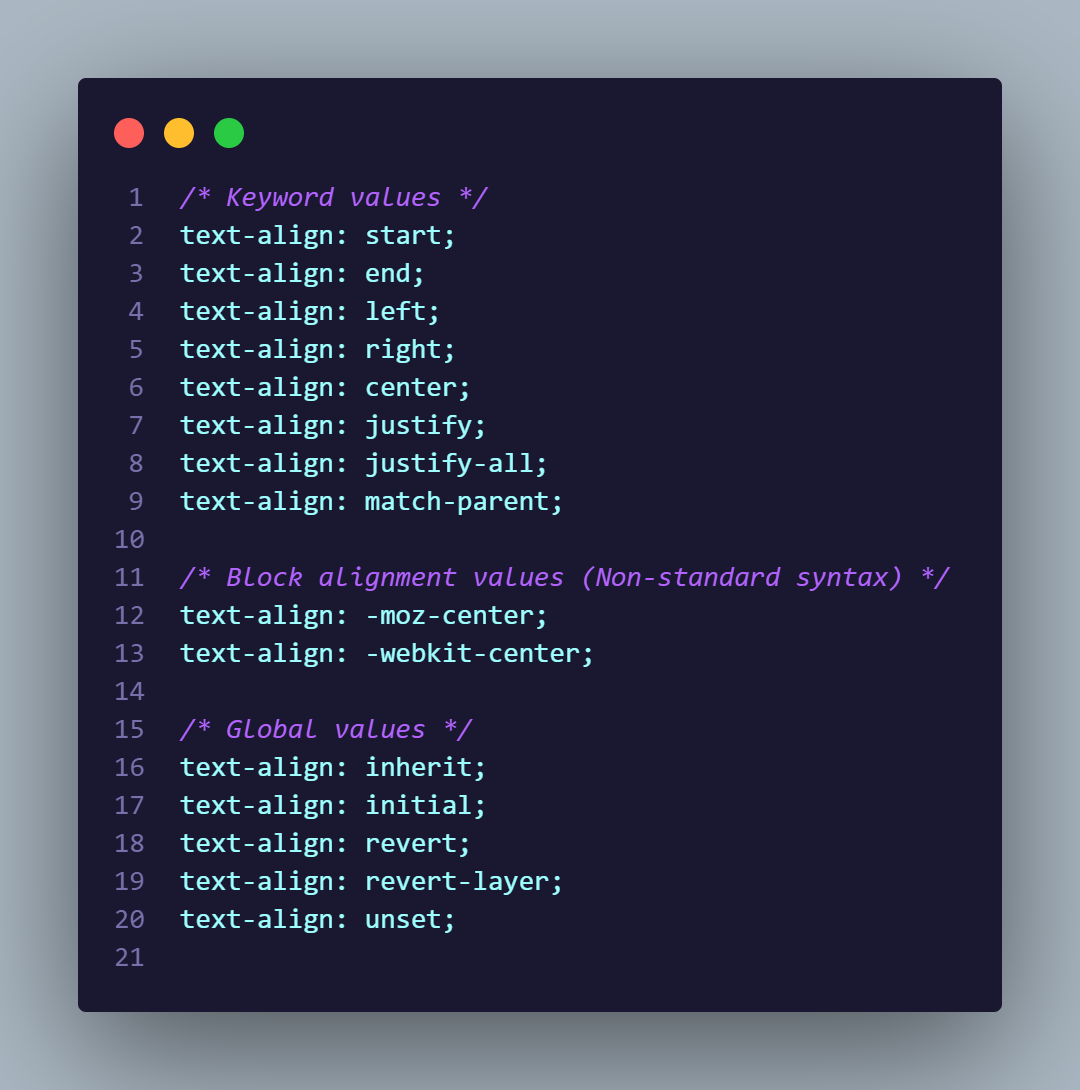 1 /* Keyword values */
2 text-align: start;
3 text-align: end;
4 text-align: left;
5 text-align: right;
6 text-align: center;
7 text-align: justify;
8 text-align: justify-all;
9 text-align: match-parent;
10
11 /* Block alignment values (Non-standard syntax) */
12 text-align: -moz-center;
13 text-align: -webkit-center;
14
15 /* Global values */
16 text-align: inherit;
17 text-align: initial;
18 text-align: revert;
19 text-align: revert-layer;
20 text-align: unset;
21